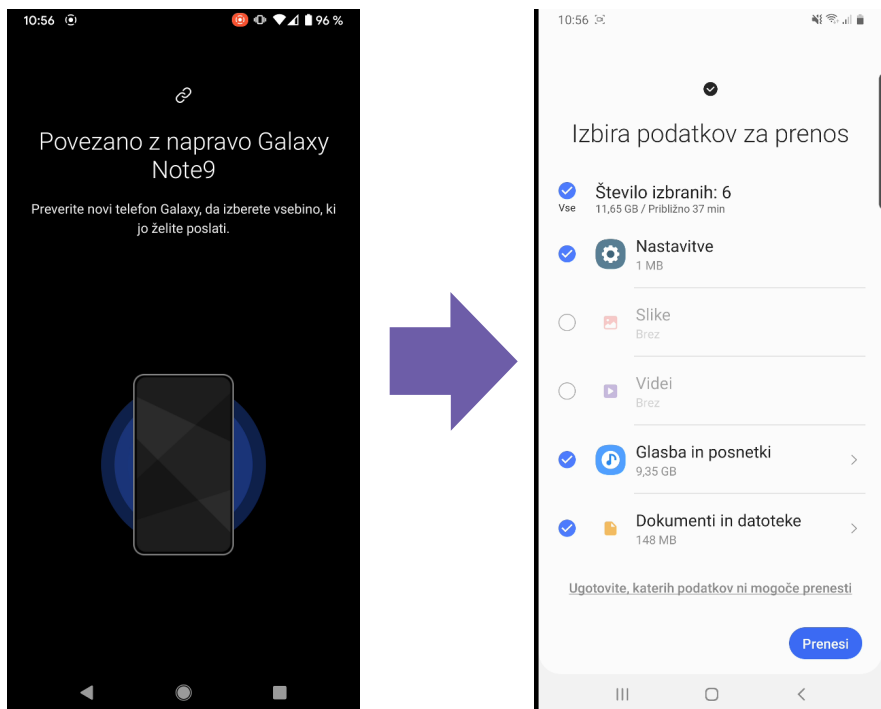 10:56
96 %
Povezano z napravo Galaxy
Note9
Preverite novi telefon Galaxy, da izberete vsebino, ki
jo želite poslati.
10:56
Izbira podatkov za prenos
Vse
Število izbranih: 6
11,65 GB / Približno 37 min
Nastavitve
1 MB
Slike
Brez
Videi
Brez
Glasba in posnetki
9,35 GB
Dokumenti in datoteke
148 MB
Ugotovite, katerih podatkov ni mogoče prenesti
Prenesi